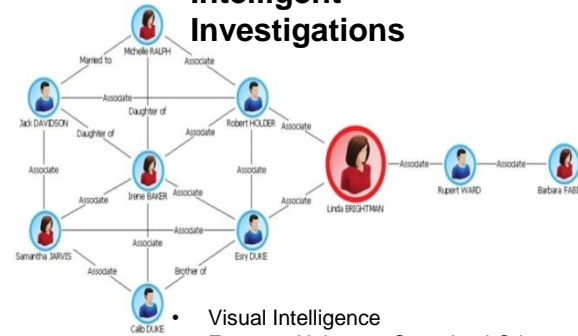 Investigations
Michelle RALPH
Married to
Associate
Jack DAVIDSON
Associate
Daughter of
Robert HOLDER
Associate
Daughter of
Associate
Associate
Irene BAKER
Associate
Associate
Associate
Linda BRIGHTMAN
Associate
Rupert WARD
Associate
Associate
Associate
Associate
Samantha JARVIS
Associate
Esry DUKE
Associate
Brother of
Calib DUKE
• Visual Intelligence